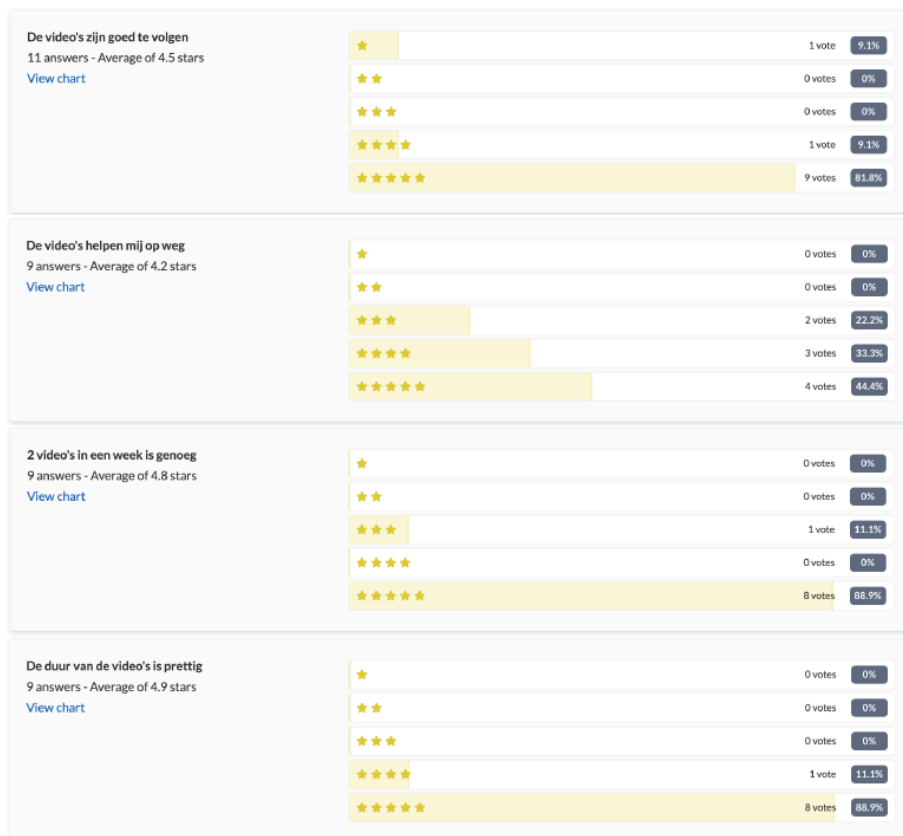 De video's zijn goed te volgen
11 answers - Average of 4.5 stars
View chart
1 vote 9.1%
0 votes 0%
0 votes 0%
1 vote 9.1%
9 votes 81.8%
De video's helpen mij op weg
9 answers - Average of 4.2 stars
View chart
0 votes 0%
0 votes 0%
2 votes 22.2%
3 votes 33.3%
4 votes 44.4%
2 video's in een week is genoeg
9 answers - Average of 4.8 stars
View chart
0 votes 0%
0 votes 0%
1 vote 11.1%
0 votes 0%
8 votes 88.9%
De duur van de video's is prettig
9 answers - Average of 4.9 stars
View chart
0 votes 0%
0 votes 0%
0 votes 0%
1 vote 11.1%
8 votes 88.9%